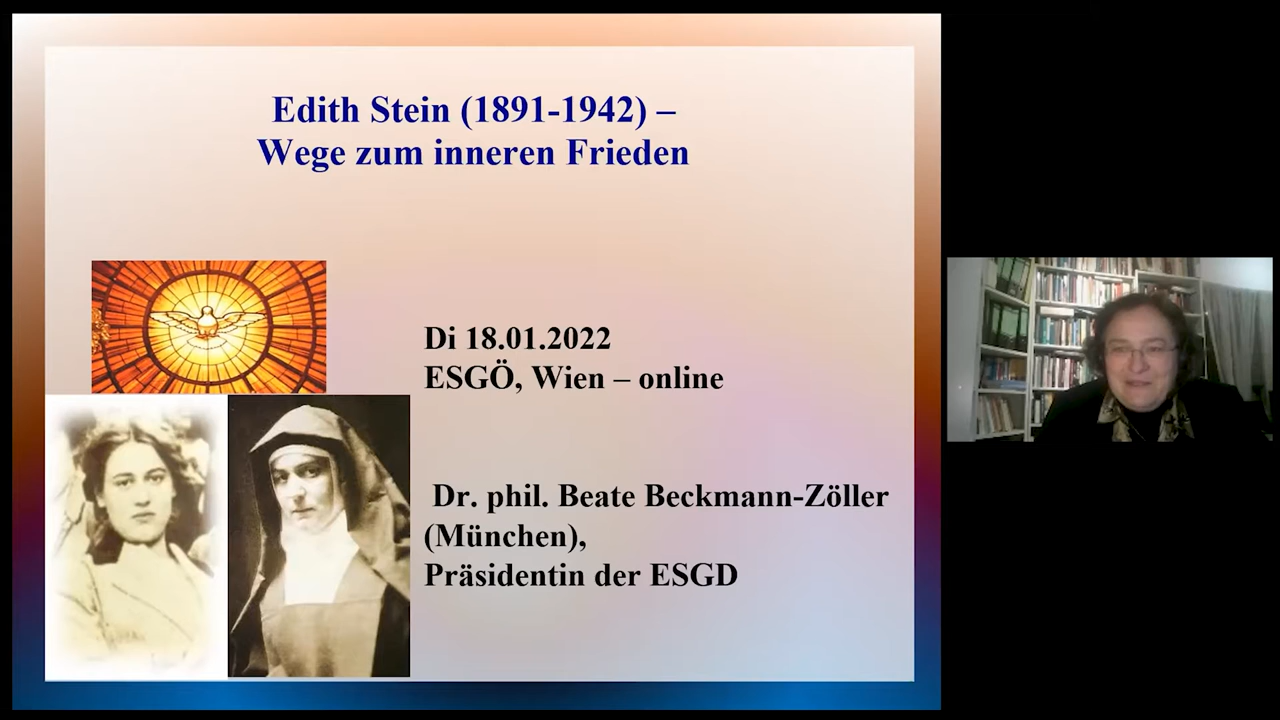 Edith Stein (1891-1942) –
Wege zum inneren Frieden
Di 18.01.2022
ESGÖ, Wien – online
Dr. phil. Beate Beckmann-Zöller
(München),
Präsidentin der ESGD